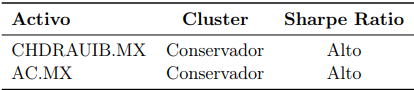 Activo Cluster Sharpe Ratio
CHDRAUIB.MX Conservador Alto
AC.MX Conservador Alto